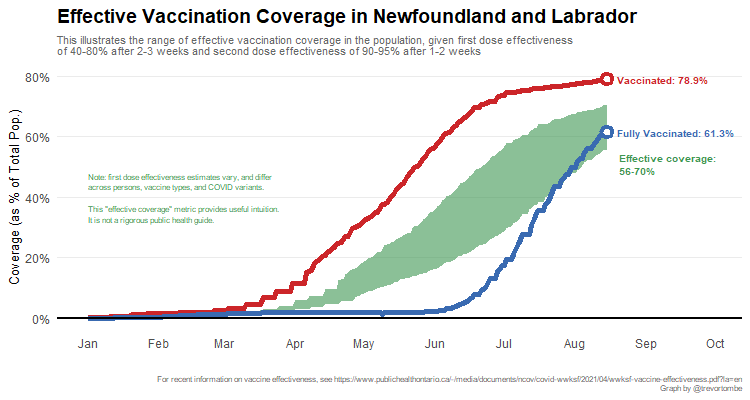 Effective Vaccination Coverage in Newfoundland and Labrador
This illustrates the range of effective vaccination coverage in the population, given first dose effectiveness
of 40-80% after 2-3 weeks and second dose effectiveness of 90-95% after 1-2 weeks
Coverage (as % of Total Pop.)
80%
60%
40%
20%
0%
Vaccinated: 78.9%
Fully Vaccinated: 61.3%
Effective coverage:
56-70%
Note: first dose effectiveness estimates vary, and differ
across persons, vaccine types, and COVID variants.
This "effective coverage" metric provides useful intuition.
It is not a rigorous public health guide.
Jan Feb Mar Apr May Jun Jul Aug Sep Oct
For recent information on vaccine effectiveness, see https://www.publichealthontario.ca/-/media/documents/ncov/covid-wwksf/2021/04/wwksf-vaccine-effectiveness.pdf?la=en
Graph by @trevortombe